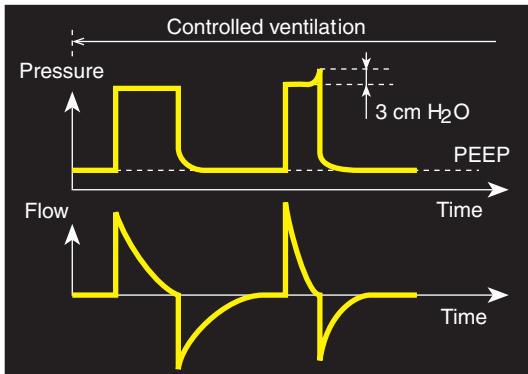 Controlled ventilation
Pressure
3 cm H₂O
PEEP
Flow
Time
Time